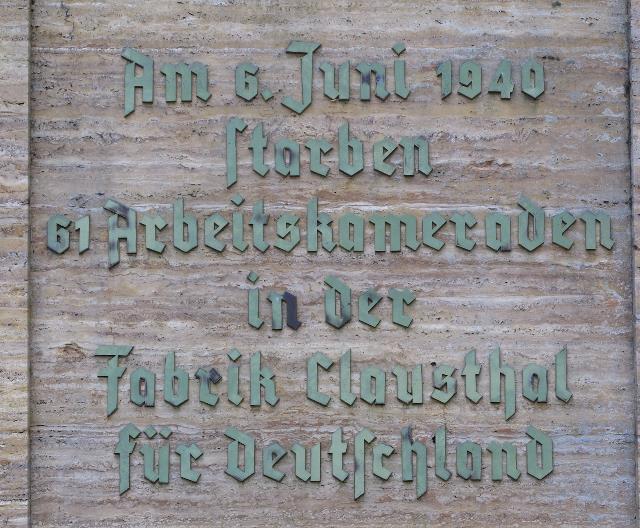 Am 6. Juni 1940
starben
61 Arbeitskameraden
in der
Fabrik Clausthal
für Deutschland